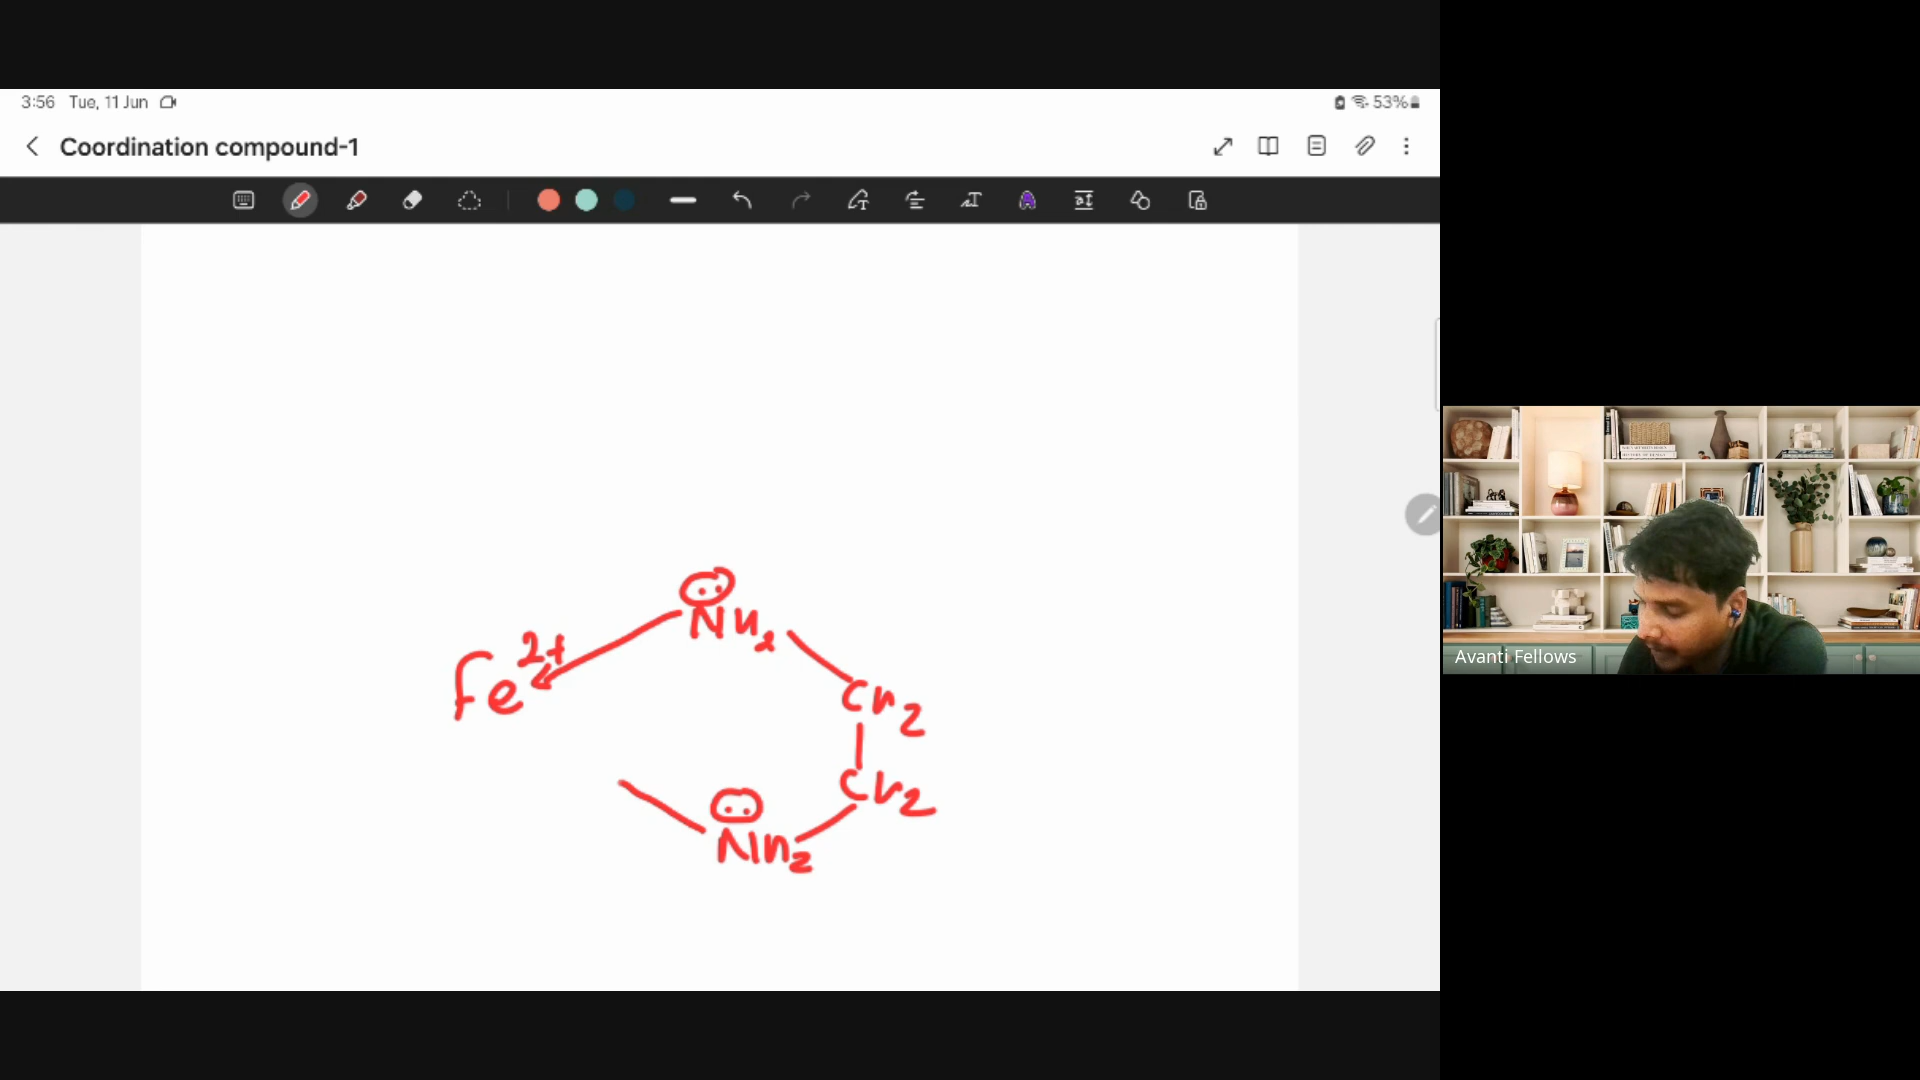 3:56 Tue, 11 Jun 53%
Coordination compound-1
NH2
Fe2+
CH2
CH2
NH2
Avanti Fellows